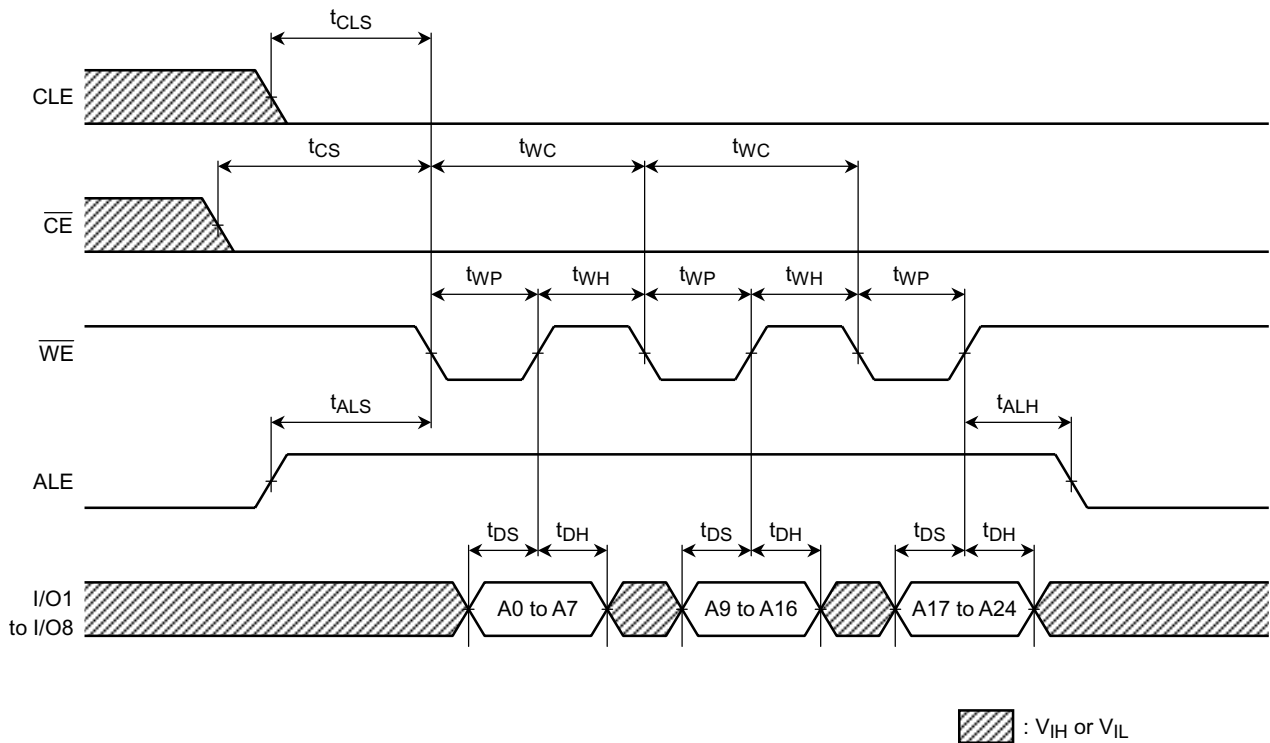 tCLS
CLE
tCS tWC tWC
CE
tWP tWH tWP tWH tWP
WE
tALS tALH
ALE
tDS tDH tDS tDH tDS tDH
I/O1
to I/O8
A0 to A7 A9 to A16 A17 to A24
: VIH or VIL